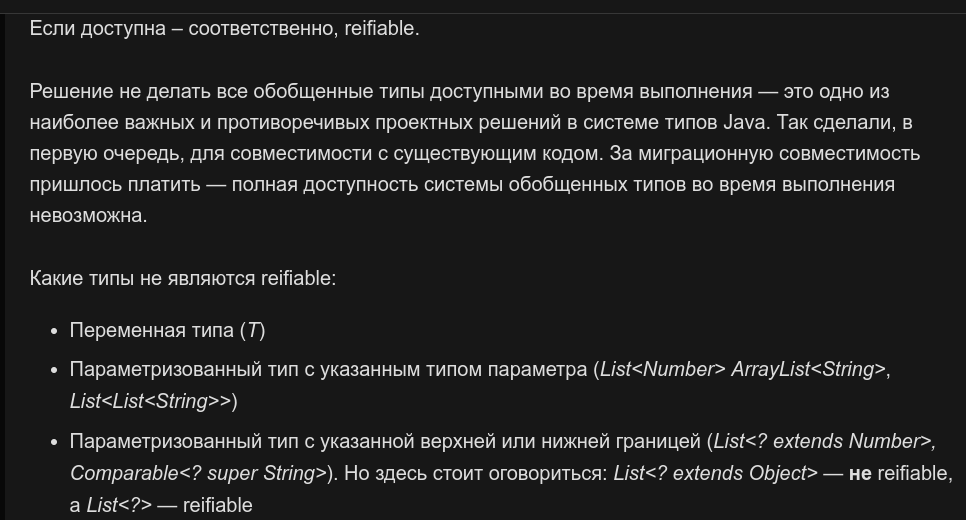 Если доступна – соответственно, reifiable.
Решение не делать все обобщенные типы доступными во время выполнения — это одно из
наиболее важных и противоречивых проектных решений в системе типов Java. Так сделали, в
первую очередь, для совместимости с существующим кодом. За миграционную совместимость
пришлось платить — полная доступность системы обобщенных типов во время выполнения
невозможна.
Какие типы не являются reifiable:
• Переменная типа (T)
• Параметризованный тип с указанным типом параметра (List<Number> ArrayList<String>,
List<List<String>>)
• Параметризованный тип с указанной верхней или нижней границей (List<? extends Number>,
Comparable<? super String>). Но здесь стоит оговориться: List<? extends Object> — не reifiable,
а List<?> — reifiable